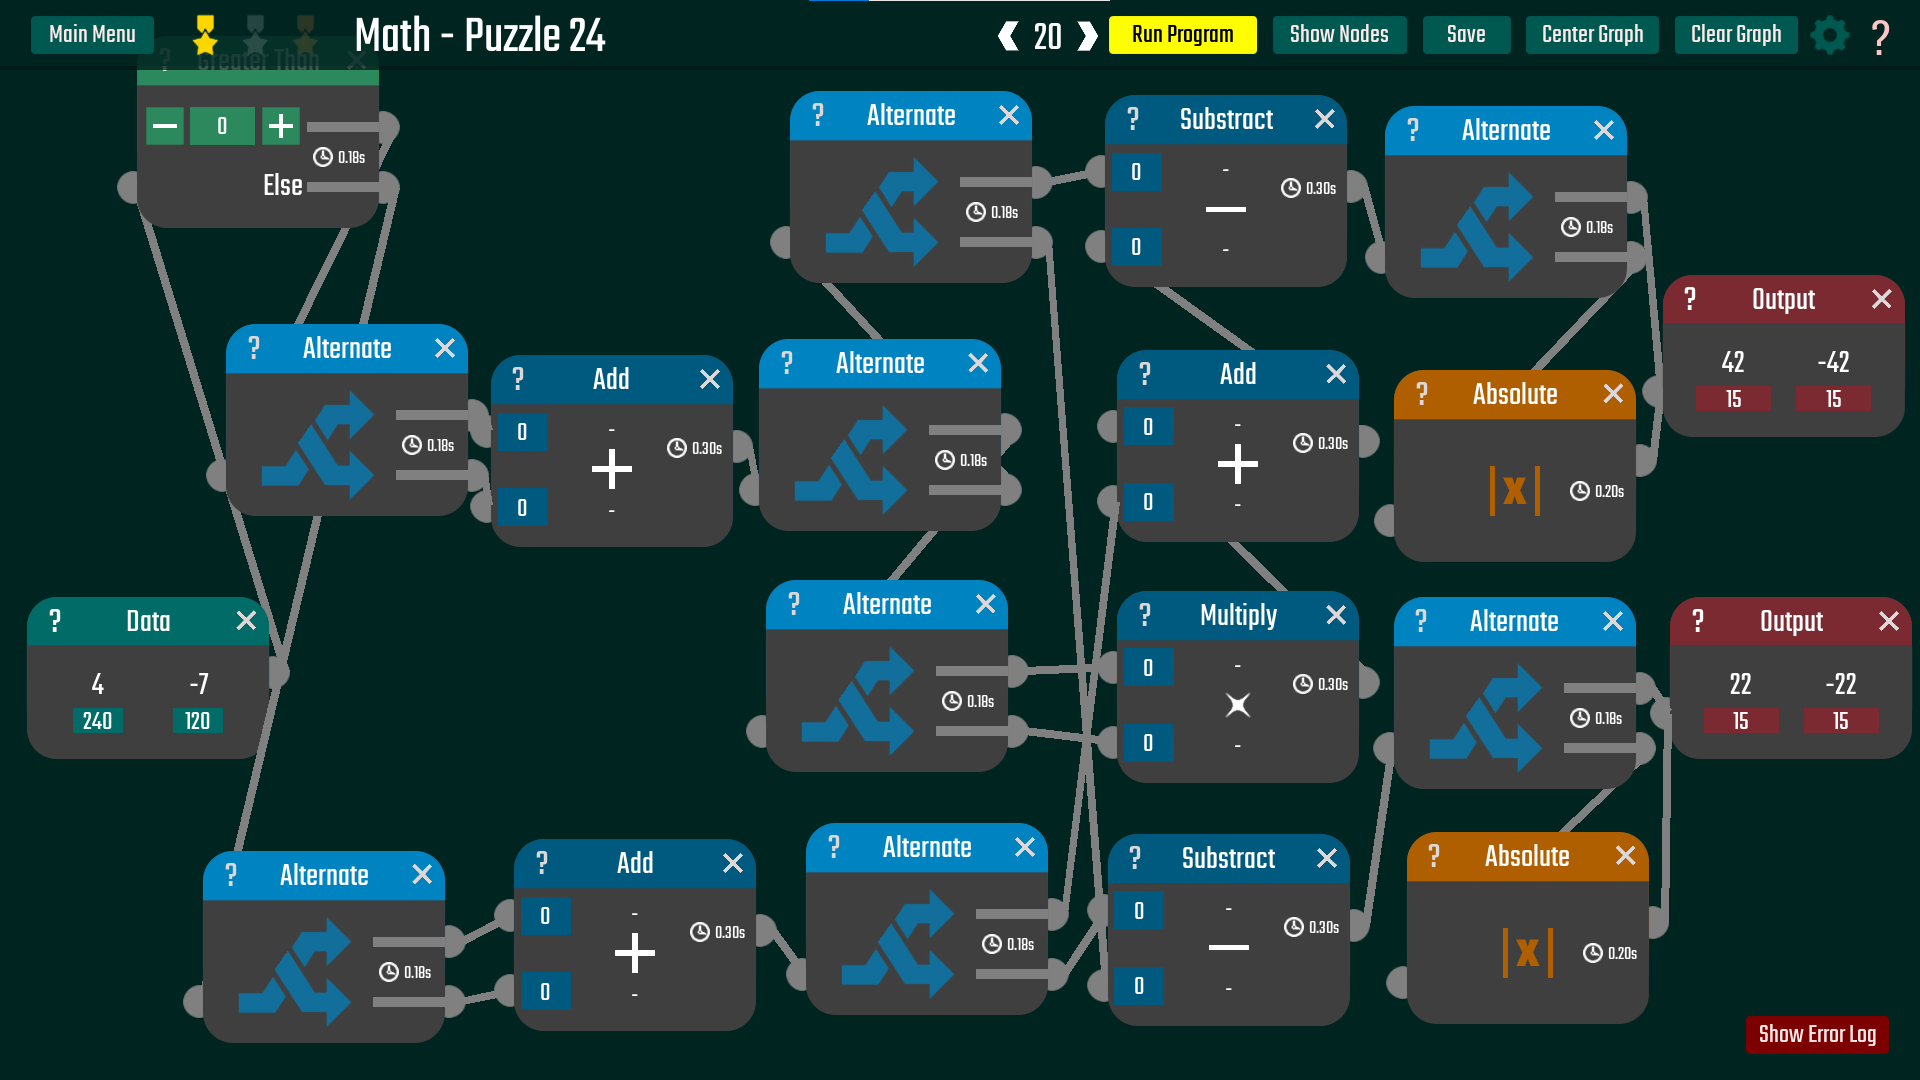 Main Menu
Math - Puzzle 24
20
Run Program
Show Nodes
Save
Center Graph
Clear Graph
?
? Greater Than
0
0.18s
Else
? Alternate
0.18s
? Substract
0
0
-
-
0.30s
? Alternate
0.18s
? Output
42 -42
15 15
? Alternate
0.18s
? Add
0
0
-
-
0.30s
? Alternate
0.18s
? Add
0
0
-
-
0.30s
? Absolute
|x|
0.20s
? Data
4 -7
240 120
? Alternate
0.18s
? Multiply
0
0
-
-
0.30s
? Alternate
0.18s
? Output
22 -22
15 15
? Alternate
0.18s
? Add
0
0
-
-
0.30s
? Alternate
0.18s
? Substract
0
0
-
-
0.30s
? Absolute
|x|
0.20s
Show Error Log